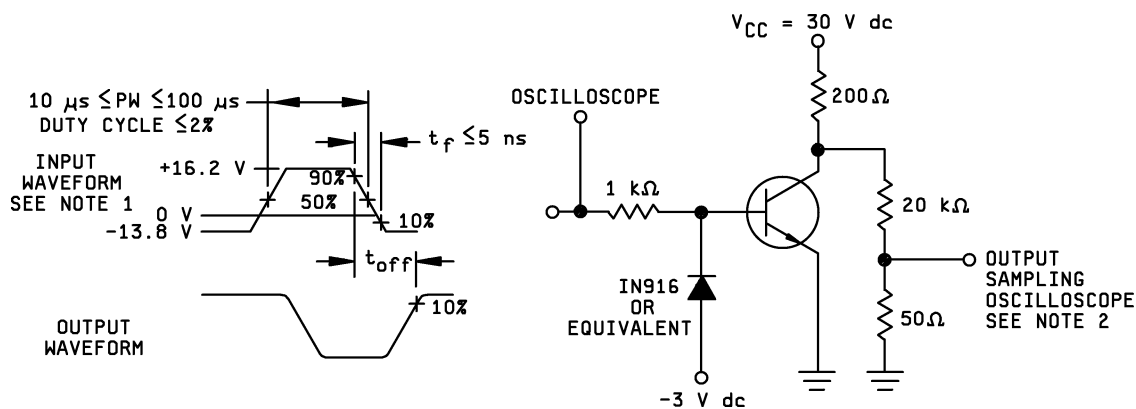 V_CC = 30 V dc
10 µs ≤PW ≤100 µs
DUTY CYCLE ≤2%
t_f ≤5 ns
INPUT
WAVEFORM
SEE NOTE 1
+16.2 V
90%
50%
0 V
10%
-13.8 V
t_off
10%
OUTPUT
WAVEFORM
OSCILLOSCOPE
200Ω
1 kΩ
20 kΩ
IN916
OR
EQUIVALENT
-3 V dc
OUTPUT
SAMPLING
OSCILLOSCOPE
SEE NOTE 2
50Ω